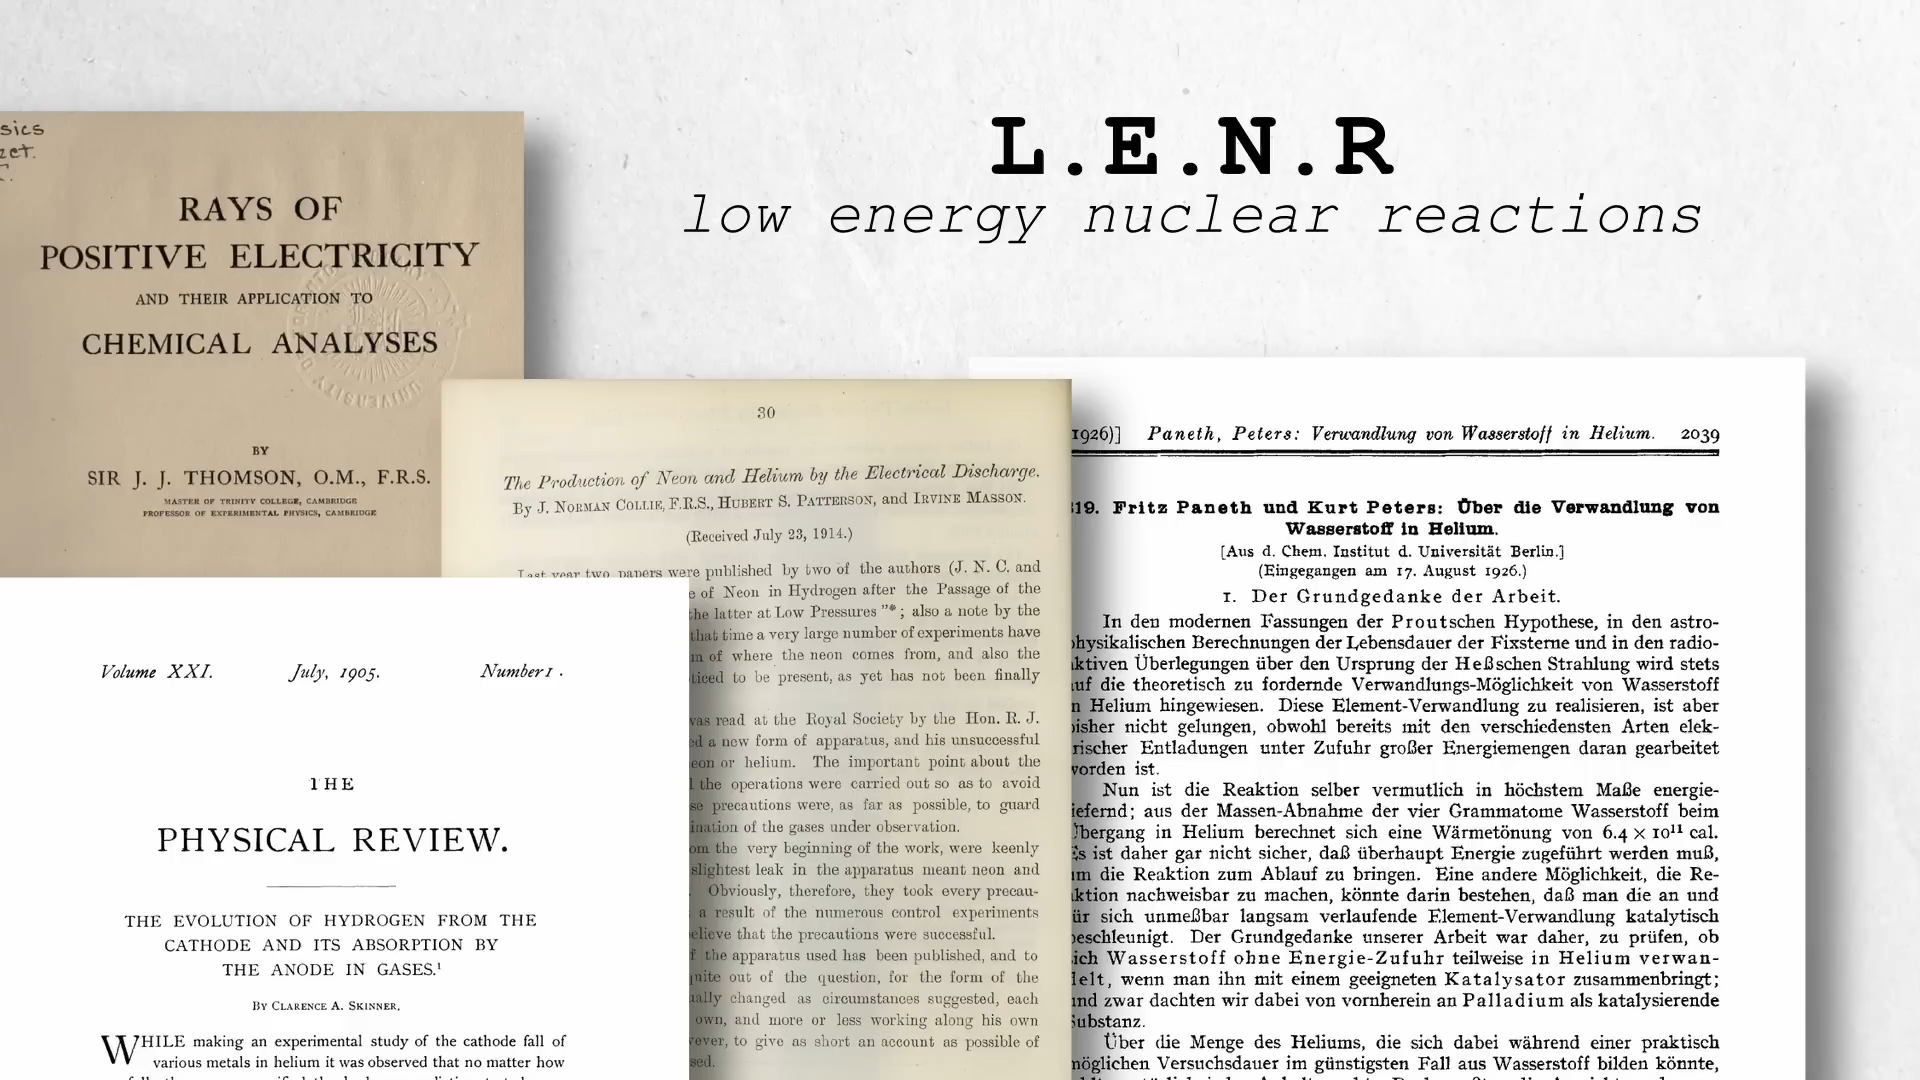 L.E.N.R
low energy nuclear reactions
sics
RAYS OF
POSITIVE ELECTRICITY
AND THEIR APPLICATION TO
CHEMICAL ANALYSES
BY
SIR J. J. THOMSON, O.M., F.R.S.
MASTER OF TRINITY COLLEGE, CAMBRIDGE
PROFESSOR OF EXPERIMENTAL PHYSICS, CAMBRIDGE
30
The Production of Neon and Helium by the Electrical Discharge.
By J. Norman Collie, F.R.S., Hubert S. Patterson, and Irvine Masson.
(Received July 23, 1914.)
Last year two papers were published by two of the authors (J. N. C. and
e of Neon in Hydrogen after the Passage of the
the latter at Low Pressures "*; also a note by the
that time a very large number of experiments have
m of where the neon comes from, and also the
ticed to be present, as yet has not been finally
was read at the Royal Society by the Hon. R. J.
ed a new form of apparatus, and his unsuccessful
eon or helium. The important point about the
the operations were carried out so as to avoid
se precautions were, as far as possible, to guard
ination of the gases under observation.
om the very beginning of the work, were keenly
slightest leak in the apparatus meant neon and
. Obviously, therefore, they took every precau-
a result of the numerous control experiments
elieve that the precautions were successful.
f the apparatus used has been published, and to
uite out of the question, for the form of the
ually changed as circumstances suggested, each
own, and more or less working along his own
ever, to give as short an account as possible of
sed.
Volume XXI. July, 1905. Number 1.
THE
PHYSICAL REVIEW.
THE EVOLUTION OF HYDROGEN FROM THE
CATHODE AND ITS ABSORPTION BY
THE ANODE IN GASES.¹
By Clarence A. Skinner.
WHILE making an experimental study of the cathode fall of
various metals in helium it was observed that no matter how
1926)] Paneth, Peters: Verwandlung von Wasserstoff in Helium. 2039
19. Fritz Paneth und Kurt Peters: Über die Verwandlung von
Wasserstoff in Helium.
[Aus d. Chem. Institut d. Universität Berlin.]
(Eingegangen am 17. August 1926.)
1. Der Grundgedanke der Arbeit.
In den modernen Fassungen der Proutschen Hypothese, in den astro-
physikalischen Berechnungen der Lebensdauer der Fixsterne und in den radio-
aktiven Überlegungen über den Ursprung der Heßschen Strahlung wird stets
auf die theoretisch zu fordernde Verwandlungs-Möglichkeit von Wasserstoff
n Helium hingewiesen. Diese Element-Verwandlung zu realisieren, ist aber
bisher nicht gelungen, obwohl bereits mit den verschiedensten Arten elek-
rischer Entladungen unter Zufuhr großer Energiemengen daran gearbeitet
worden ist.
Nun ist die Reaktion selber vermutlich in höchstem Maße energie-
iefernd; aus der Massen-Abnahme der vier Grammatome Wasserstoff beim
Übergang in Helium berechnet sich eine Wärmetönung von 6.4 × 10¹¹ cal.
Es ist daher gar nicht sicher, daß überhaupt Energie zugeführt werden muß,
um die Reaktion zum Ablauf zu bringen. Eine andere Möglichkeit, die Re-
aktion nachweisbar zu machen, könnte darin bestehen, daß man die an und
für sich unmeßbar langsam verlaufende Element-Verwandlung katalytisch
beschleunigt. Der Grundgedanke unserer Arbeit war daher, zu prüfen, ob
sich Wasserstoff ohne Energie-Zufuhr teilweise in Helium verwan-
delt, wenn man ihn mit einem geeigneten Katalysator zusammenbringt;
und zwar dachten wir dabei von vornherein an Palladium als katalysierende
Substanz.
Über die Menge des Heliums, die sich dabei während einer praktisch
möglichen Versuchsdauer im günstigsten Fall aus Wasserstoff bilden könnte,